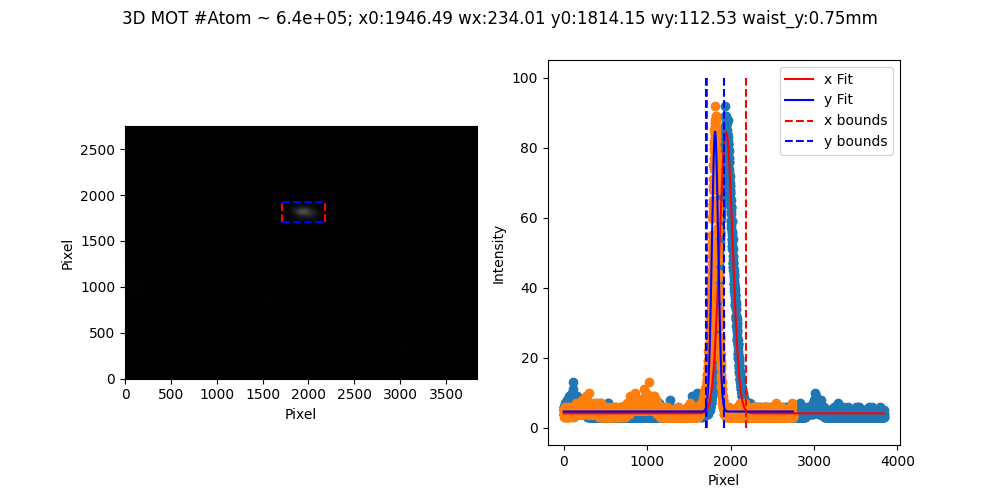 3D MOT #Atom ~ 6.4e+05; x0:1946.49 wx:234.01 y0:1814.15 wy:112.53 waist_y:0.75mm
2500
2000
1500
1000
500
0
Pixel
0 500 1000 1500 2000 2500 3000 3500
Pixel
100
80
60
40
20
0
Intensity
0 1000 2000 3000 4000
Pixel
x Fit
y Fit
x bounds
y bounds